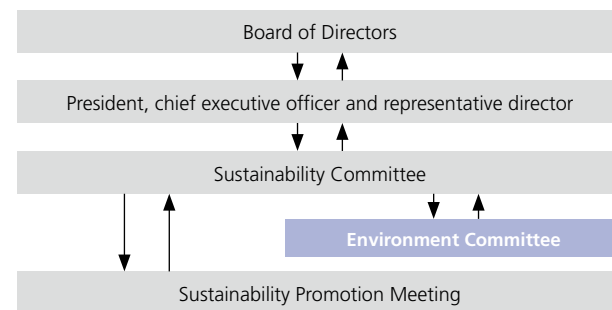 Board of Directors
President, chief executive officer and representative director
Sustainability Committee
Environment Committee
Sustainability Promotion Meeting